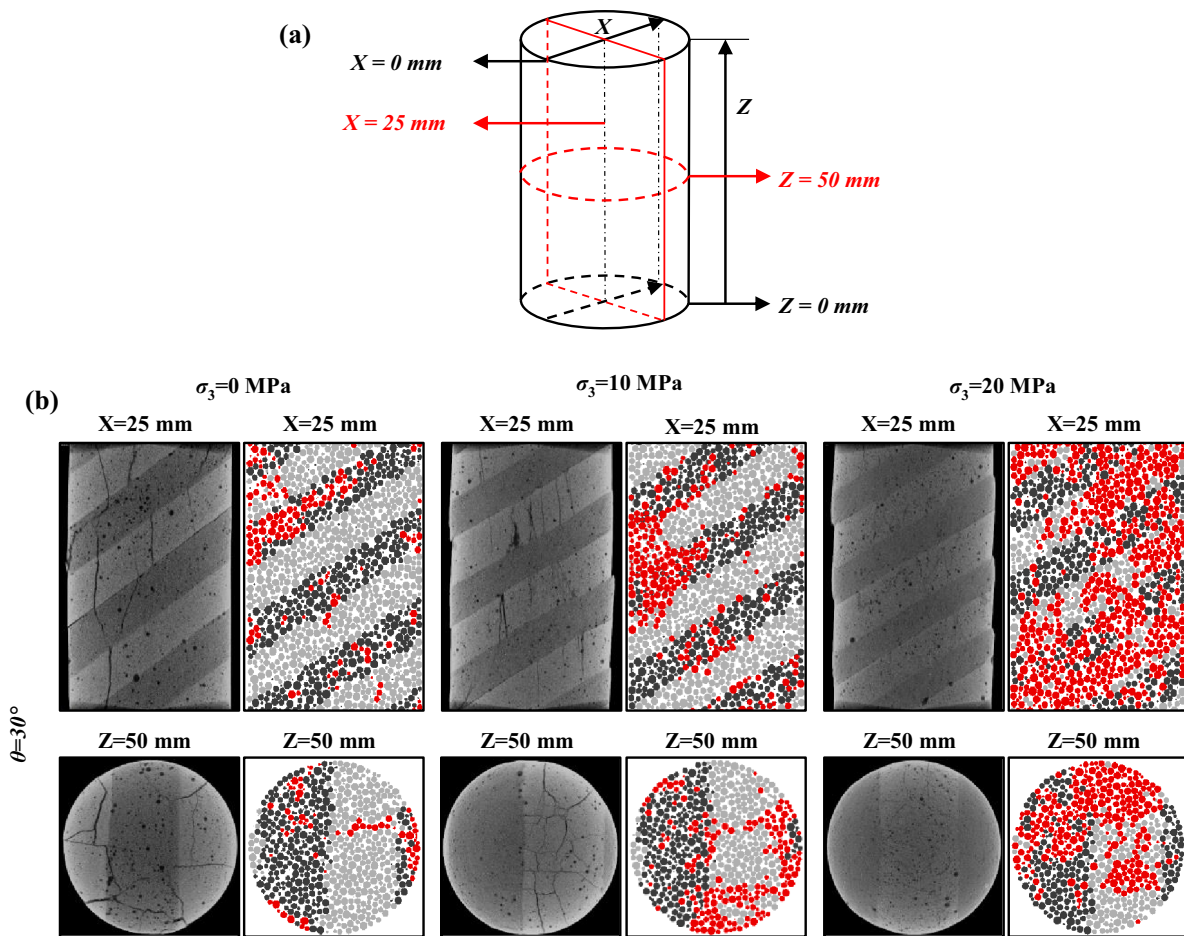 (a)
X
X = 0 mm
Z
X = 25 mm
Z = 50 mm
Z = 0 mm
(b)
σ₃=0 MPa
σ₃=10 MPa
σ₃=20 MPa
X=25 mm
X=25 mm
X=25 mm
X=25 mm
X=25 mm
X=25 mm
θ=30°
Z=50 mm
Z=50 mm
Z=50 mm
Z=50 mm
Z=50 mm
Z=50 mm